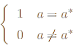 1 a = a*
0 a ≠ a*